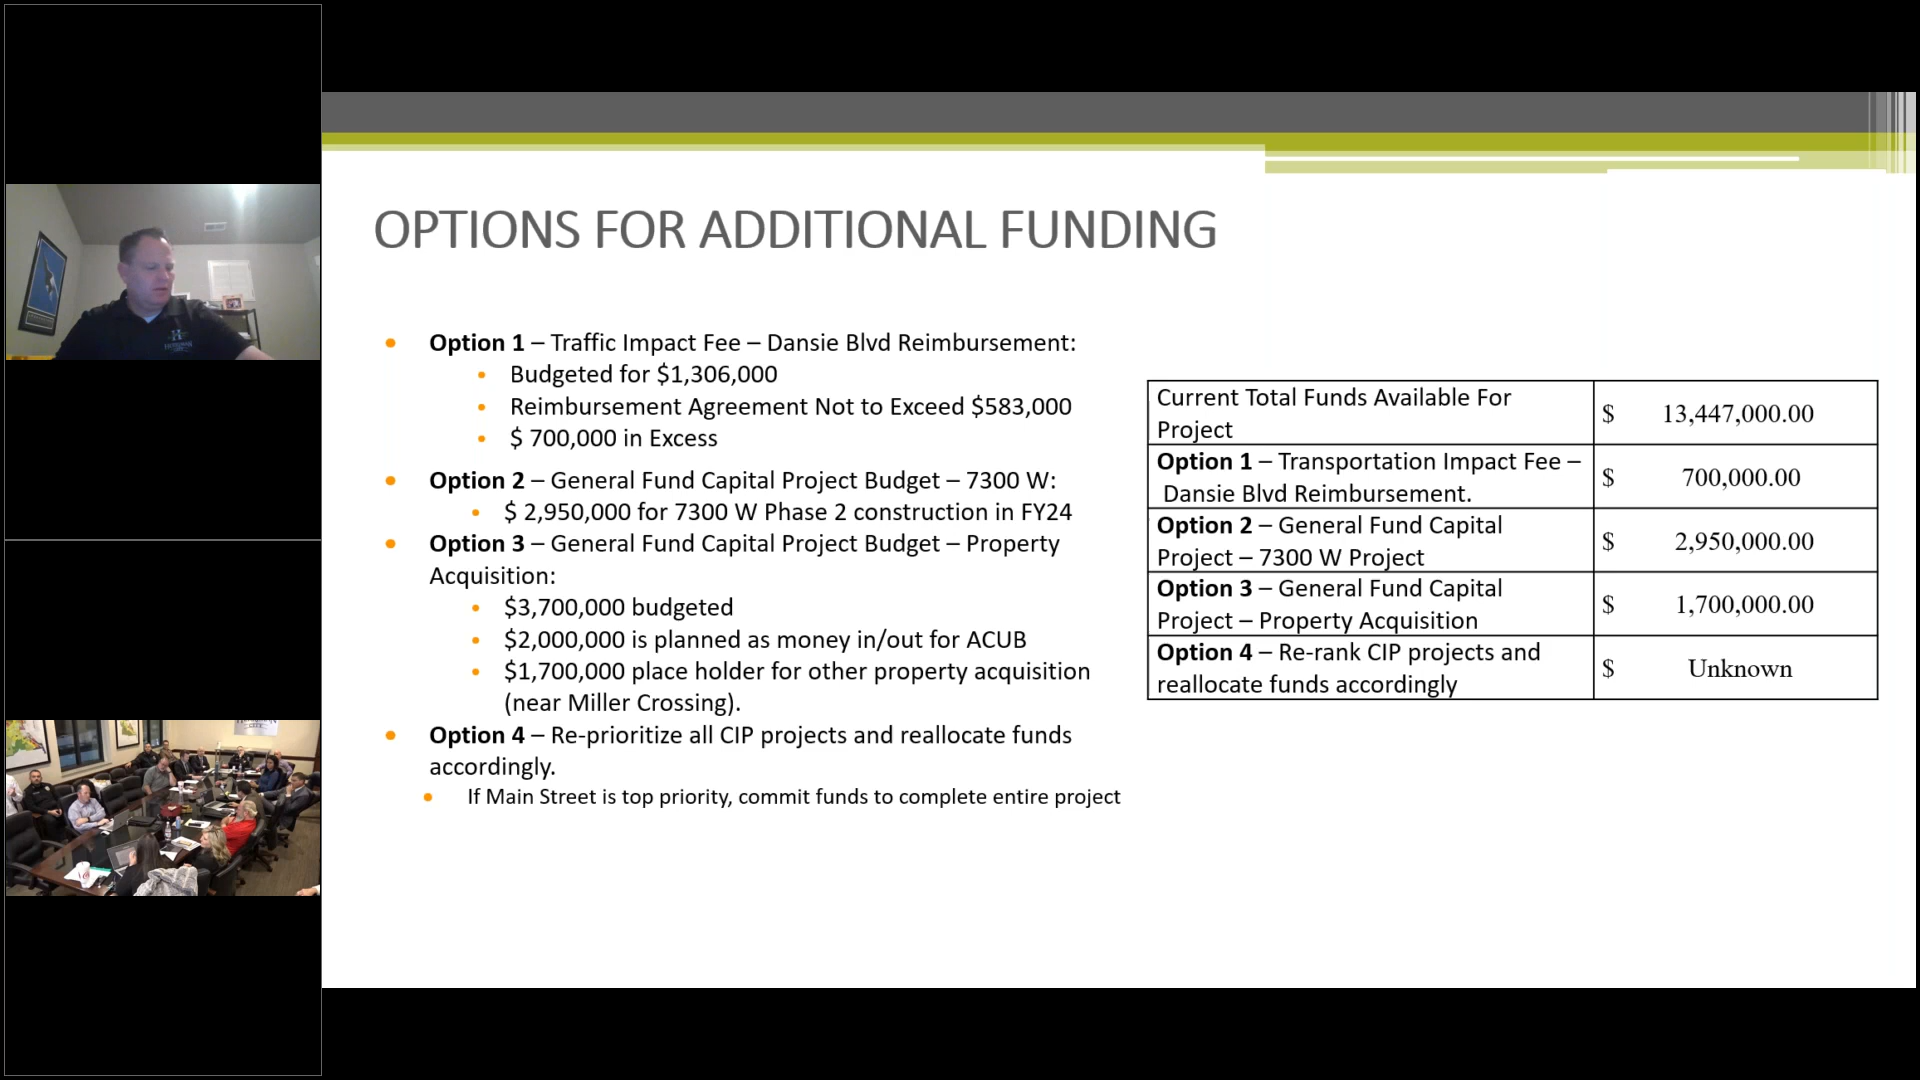 OPTIONS FOR ADDITIONAL FUNDING
Option 1 – Traffic Impact Fee – Dansie Blvd Reimbursement:
Budgeted for $1,306,000
Reimbursement Agreement Not to Exceed $583,000
$ 700,000 in Excess
Option 2 – General Fund Capital Project Budget – 7300 W:
$ 2,950,000 for 7300 W Phase 2 construction in FY24
Option 3 – General Fund Capital Project Budget – Property
Acquisition:
$3,700,000 budgeted
$2,000,000 is planned as money in/out for ACUB
$1,700,000 place holder for other property acquisition
(near Miller Crossing).
Option 4 – Re-prioritize all CIP projects and reallocate funds
accordingly.
If Main Street is top priority, commit funds to complete entire project
Current Total Funds Available For
Project
$ 13,447,000.00
Option 1 – Transportation Impact Fee –
Dansie Blvd Reimbursement.
$ 700,000.00
Option 2 – General Fund Capital
Project – 7300 W Project
$ 2,950,000.00
Option 3 – General Fund Capital
Project – Property Acquisition
$ 1,700,000.00
Option 4 – Re-rank CIP projects and
reallocate funds accordingly
$ Unknown